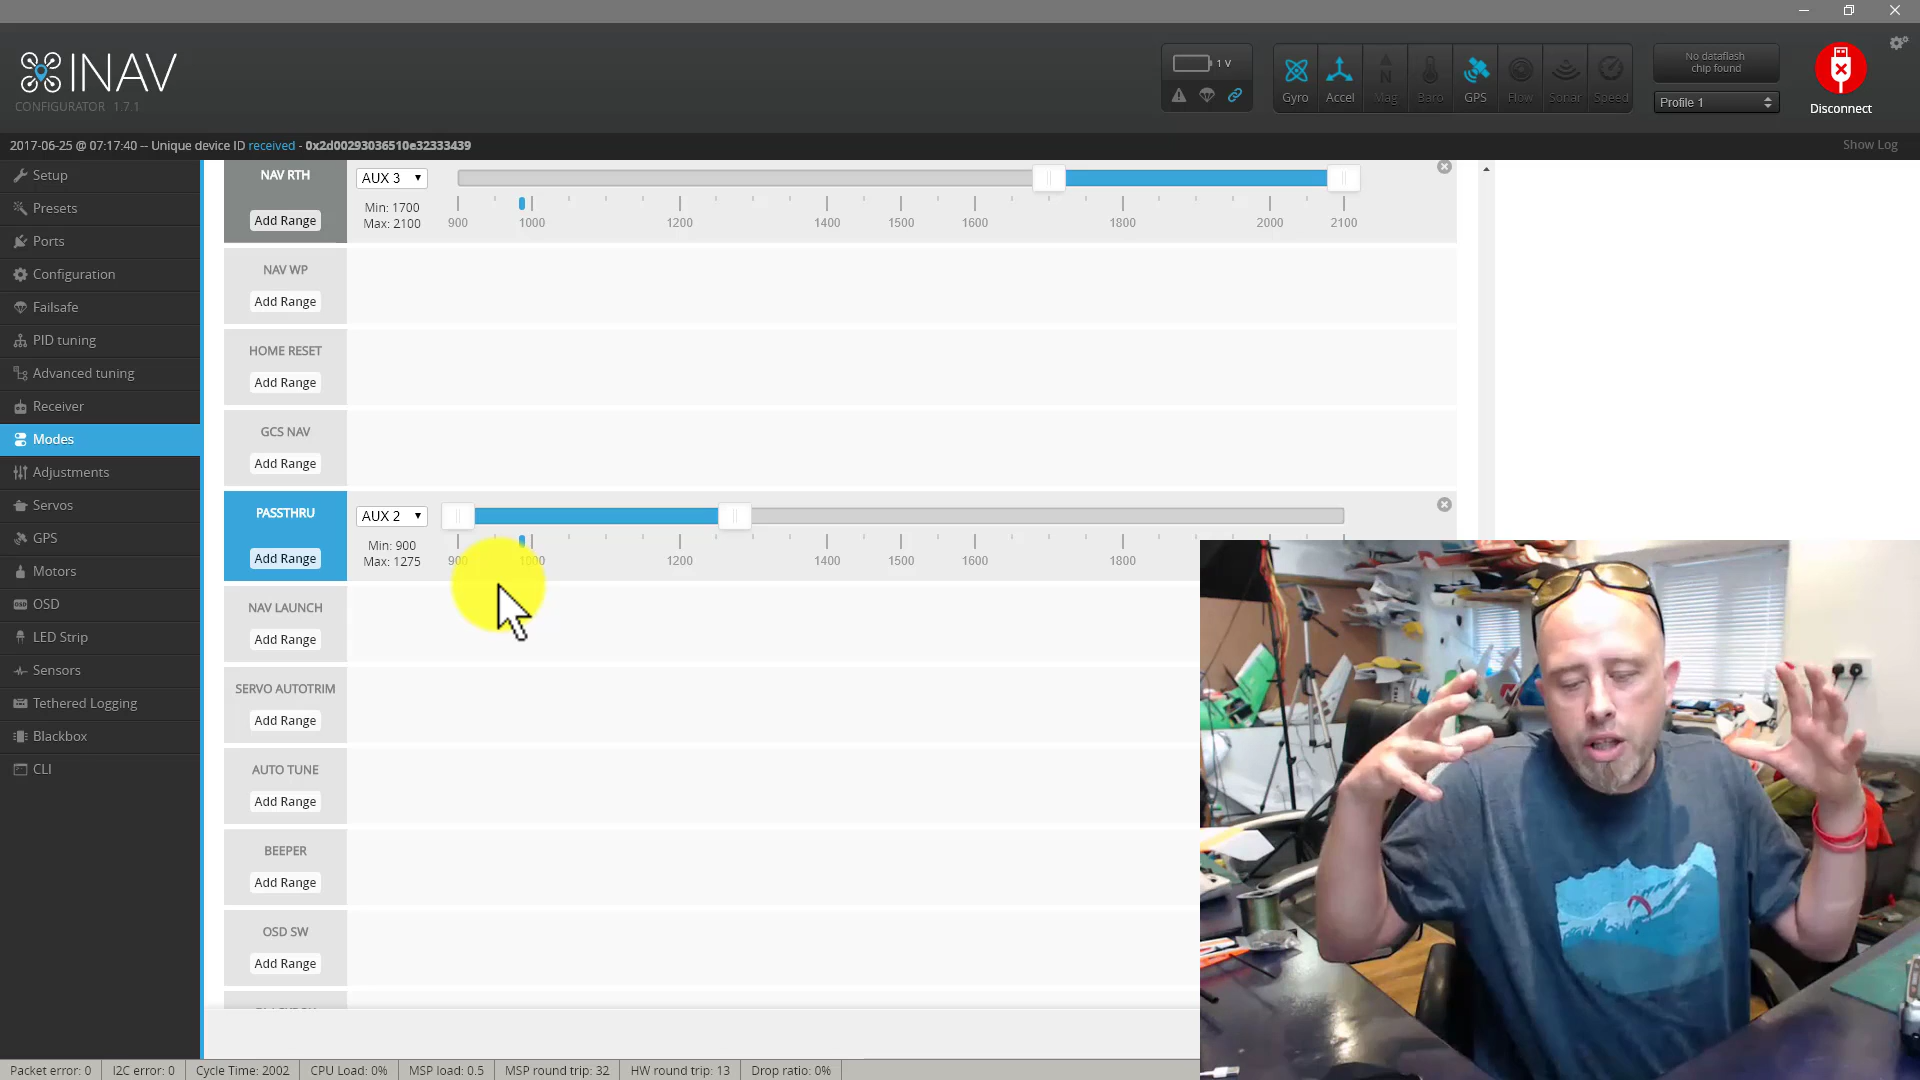 INAV
CONFIGURATOR 1.7.1
1 V
Gyro
Accel
Mag
Baro
GPS
Flow
Sonar
Speed
No dataflash
chip found
Profile 1
Disconnect
2017-06-25 @ 07:17:40 -- Unique device ID received - 0x2d00293036510e32333439
Show Log
Setup
Presets
Ports
Configuration
Failsafe
PID tuning
Advanced tuning
Receiver
Modes
Adjustments
Servos
GPS
Motors
OSD
LED Strip
Sensors
Tethered Logging
Blackbox
CLI
NAV RTH
Add Range
AUX 3
Min: 1700
Max: 2100
900 1000 1200 1400 1500 1600 1800 2000 2100
NAV WP
Add Range
HOME RESET
Add Range
GCS NAV
Add Range
PASSTHRU
Add Range
AUX 2
Min: 900
Max: 1275
900 1000 1200 1400 1500 1600 1800
NAV LAUNCH
Add Range
SERVO AUTOTRIM
Add Range
AUTO TUNE
Add Range
BEEPER
Add Range
OSD SW
Add Range
Packet error: 0
I2C error: 0
Cycle Time: 2002
CPU Load: 0%
MSP load: 0.5
MSP round trip: 32
HW round trip: 13
Drop ratio: 0%